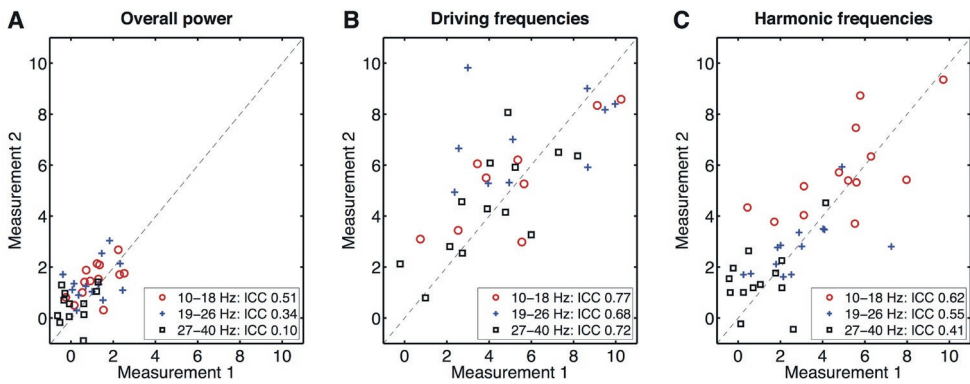 A Overall power
Measurement 2
10
8
6
4
2
0
0 2 4 6 8 10
Measurement 1
10–18 Hz: ICC 0.51
19–26 Hz: ICC 0.34
27–40 Hz: ICC 0.10
B Driving frequencies
Measurement 2
10
8
6
4
2
0
0 2 4 6 8 10
Measurement 1
10–18 Hz: ICC 0.77
19–26 Hz: ICC 0.68
27–40 Hz: ICC 0.72
C Harmonic frequencies
Measurement 2
10
8
6
4
2
0
0 2 4 6 8 10
Measurement 1
10–18 Hz: ICC 0.62
19–26 Hz: ICC 0.55
27–40 Hz: ICC 0.41